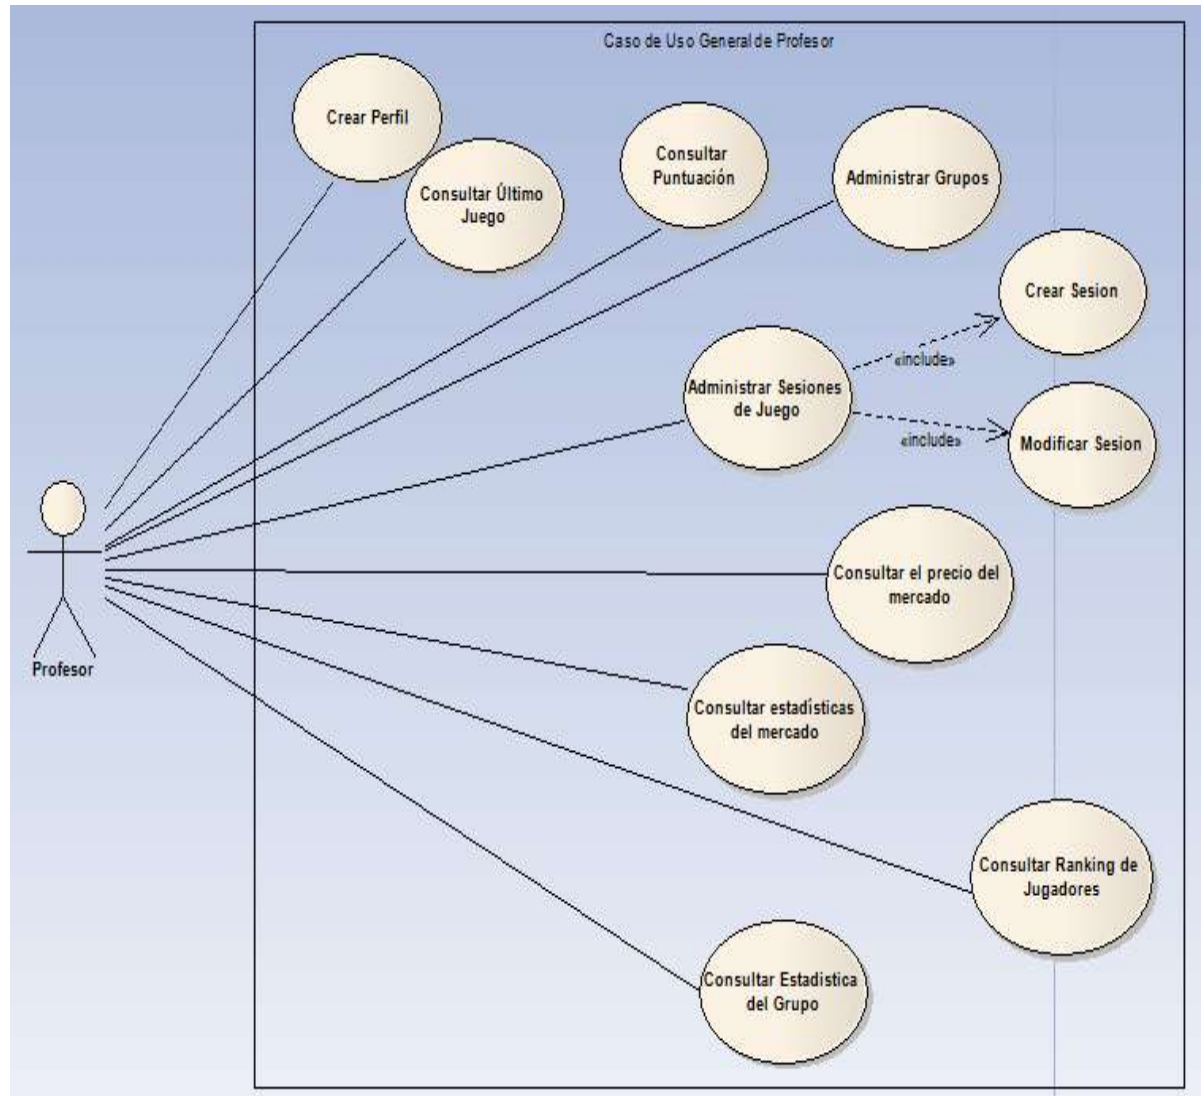 Caso de Uso General de Profesor
Crear Perfil
Consultar Último
Juego
Consultar
Puntuación
Administrar Grupos
Crear Sesion
«include»
Administrar Sesiones
de Juego
«include»
Modificar Sesion
Consultar el precio del
mercado
Profesor
Consultar estadísticas
del mercado
Consultar Ranking de
Jugadores
Consultar Estadistica
del Grupo